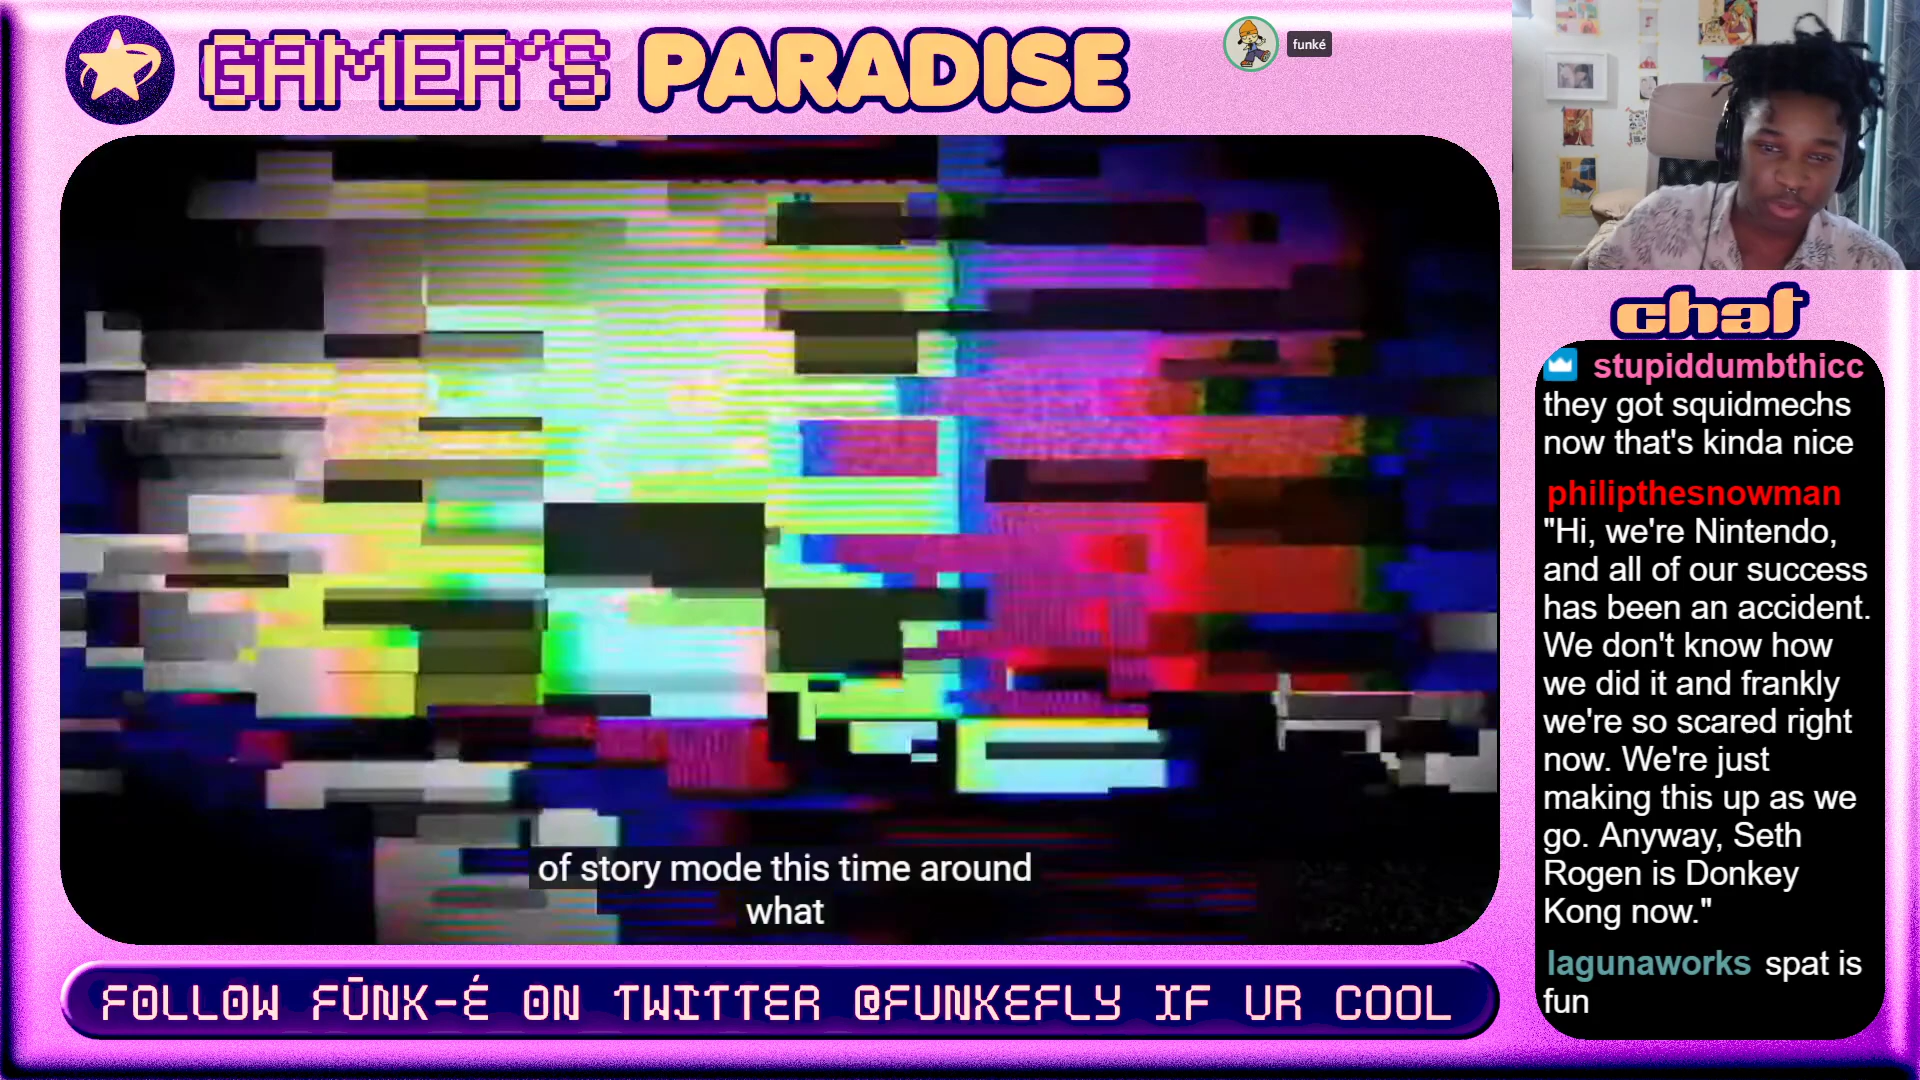 GAMER'S PARADISE
funké
chat
stupiddumbthicc
they got squidmechs
now that's kinda nice
philipthesnowman
"Hi, we're Nintendo,
and all of our success
has been an accident.
We don't know how
we did it and frankly
we're so scared right
now. We're just
making this up as we
go. Anyway, Seth
Rogen is Donkey
Kong now."
lagunaworks spat is
fun
of story mode this time around
what
FOLLOW FŪNK-É ON TWITTER @FUNKEFLY IF UR COOL